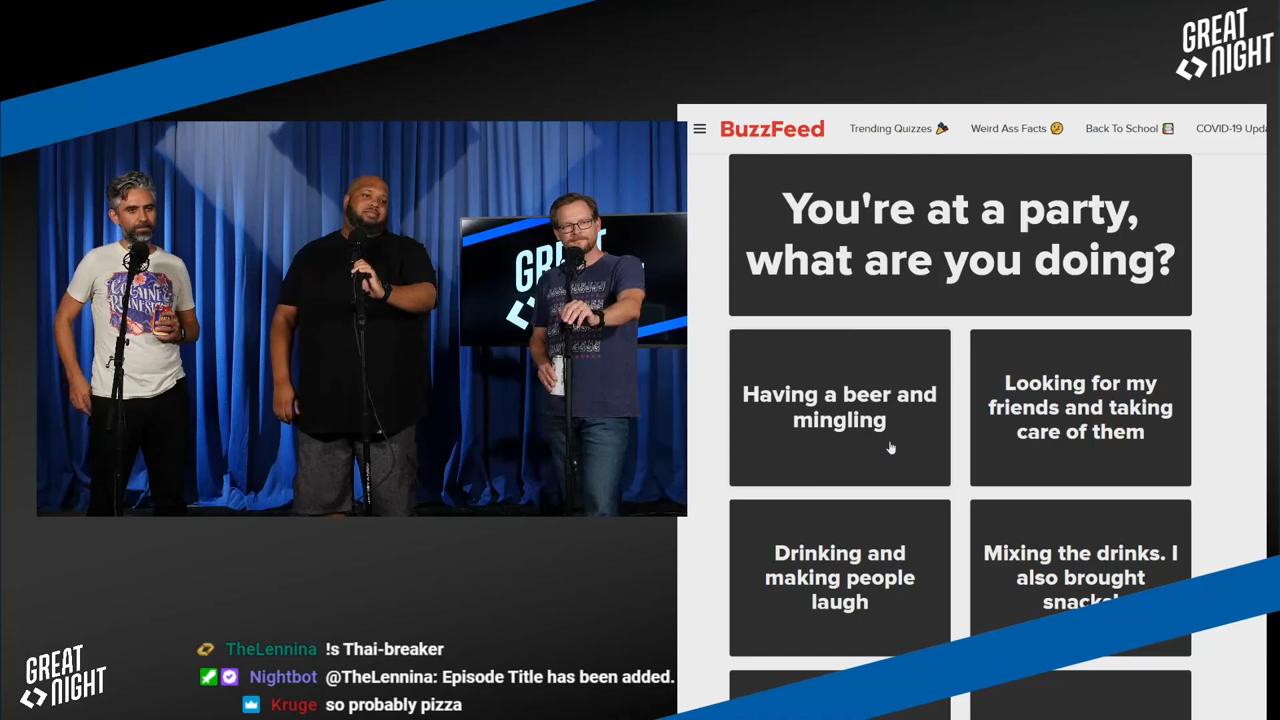 GREAT
NIGHT
BuzzFeed
Trending Quizzes
Weird Ass Facts
Back To School
You're at a party,
what are you doing?
Having a beer and
mingling
Looking for my
friends and taking
care of them
Drinking and
making people
laugh
Mixing the drinks. I
also brought
snacks!
TheLennina !s Thai-breaker
Nightbot @TheLennina: Episode Title has been added.
Kruge so probably pizza
GREAT
NIGHT